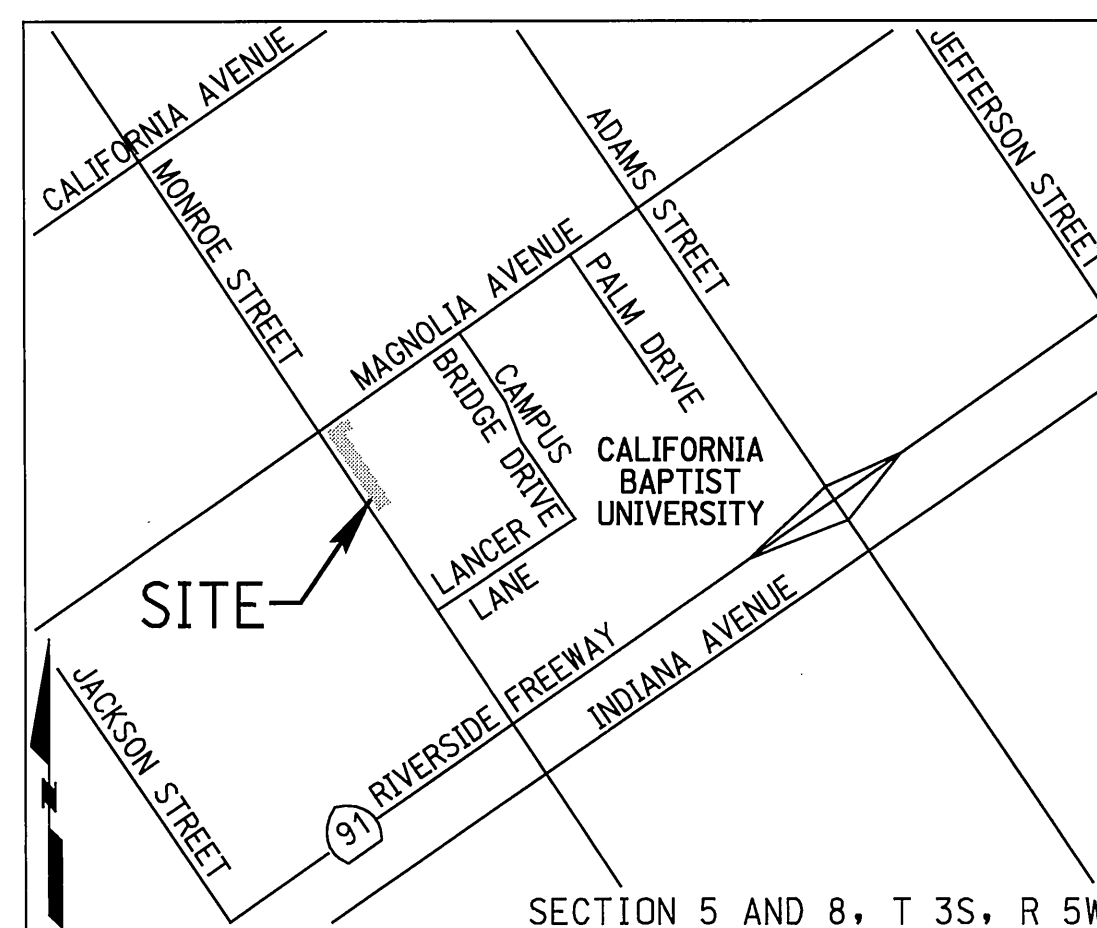 CALIFORNIA AVENUE
MONROE STREET
ADAMS STREET
JEFFERSON STREET
MAGNOLIA AVENUE
PALM DRIVE
CAMPUS
BRIDGE DRIVE
CALIFORNIA
BAPTIST
UNIVERSITY
LANCER
LANE
SITE
JACKSON STREET
RIVERSIDE FREEWAY
INDIANA AVENUE
91
N
SECTION 5 AND 8, T 3S, R 5W